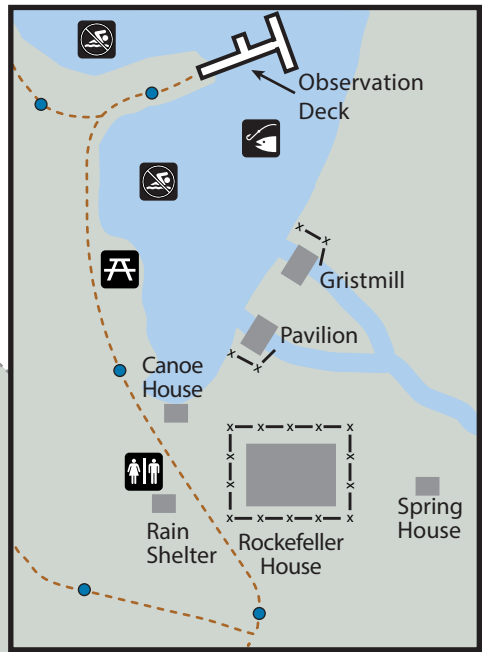 Observation
Deck
Gristmill
Pavilion
Canoe
House
Rain
Shelter
Rockefeller
House
Spring
House